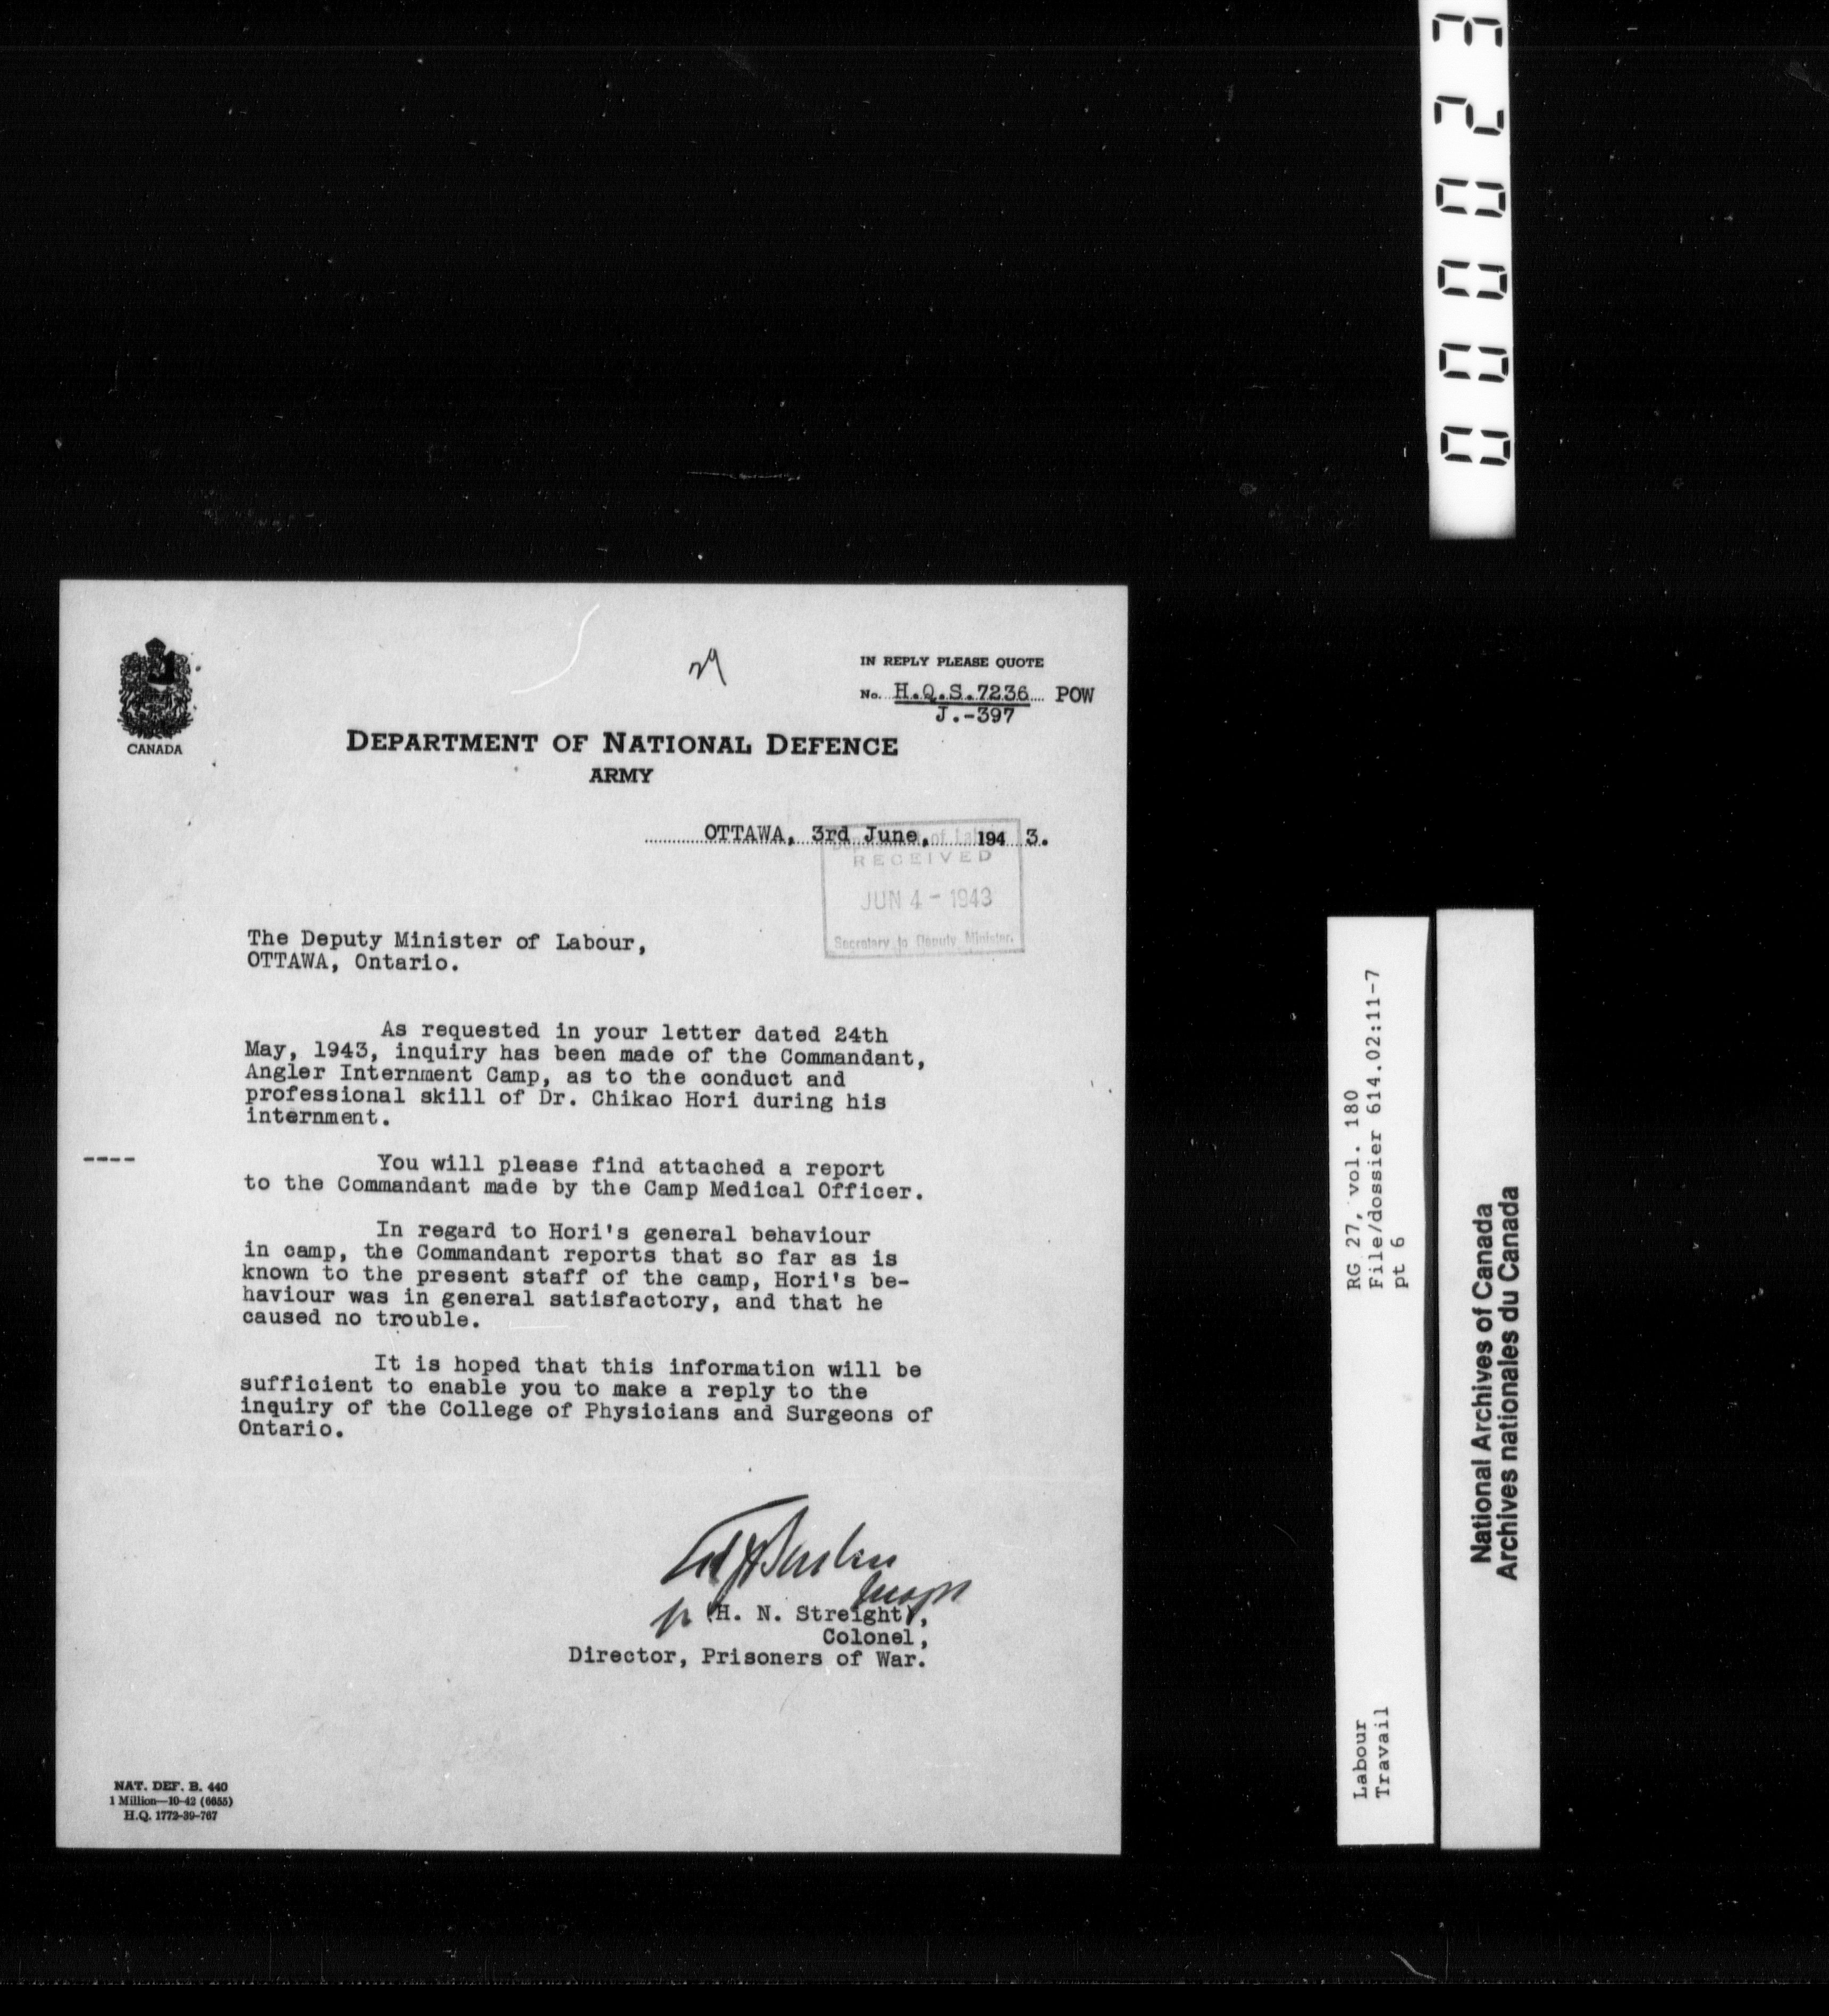 000023
CANADA
29
IN REPLY PLEASE QUOTE
No. H.Q.S.7236 POW
J.-397
DEPARTMENT OF NATIONAL DEFENCE
ARMY
OTTAWA, 3rd June, 1943.
Department of Labour
RECEIVED
JUN 4 - 1943
Secretary to Deputy Minister.
The Deputy Minister of Labour,
OTTAWA, Ontario.
As requested in your letter dated 24th
May, 1943, inquiry has been made of the Commandant,
Angler Internment Camp, as to the conduct and
professional skill of Dr. Chikao Hori during his
internment.
----
You will please find attached a report
to the Commandant made by the Camp Medical Officer.
In regard to Hori's general behaviour
in camp, the Commandant reports that so far as is
known to the present staff of the camp, Hori's be-
haviour was in general satisfactory, and that he
caused no trouble.
It is hoped that this information will be
sufficient to enable you to make a reply to the
inquiry of the College of Physicians and Surgeons of
Ontario.
(H. N. Streight),
Colonel,
Director, Prisoners of War.
NAT. DEF. B. 440
1 Million—10-42 (6655)
H.Q. 1772-39-767
RG 27, vol. 180
File/dossier 614.02:11-7
pt 6
Labour
Travail
National Archives of Canada
Archives nationales du Canada